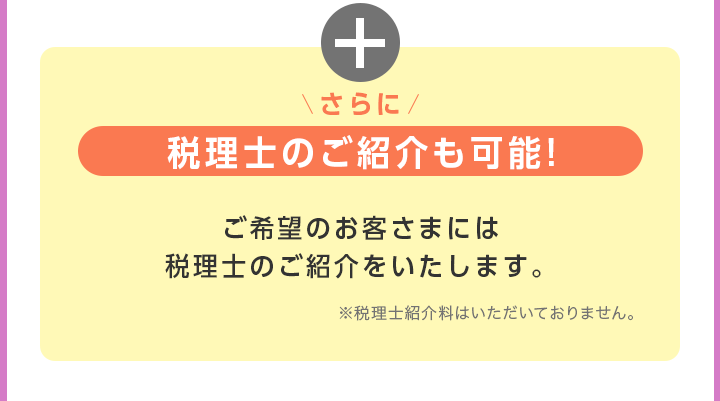 ＋
\ さらに /
税理士のご紹介も可能!
ご希望のお客さまには
税理士のご紹介をいたします。
※税理士紹介料はいただいておりません。